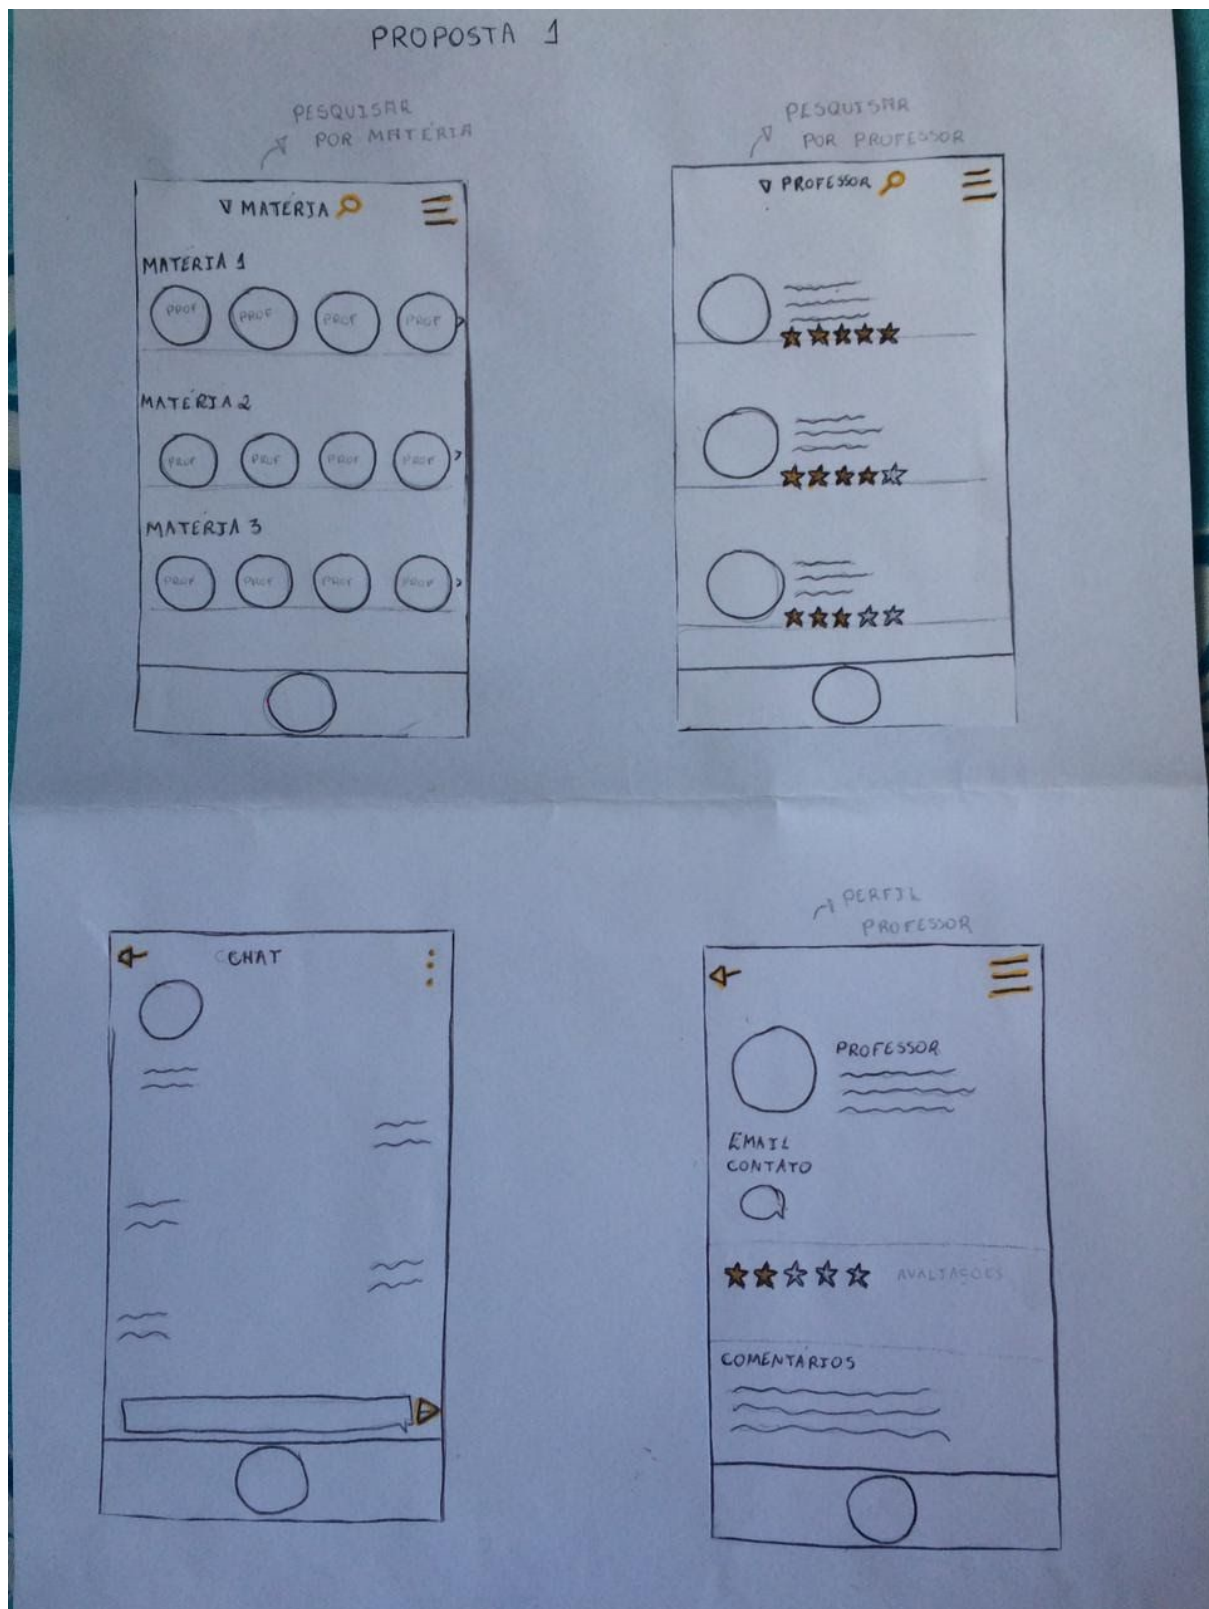 PROPOSTA 1
PESQUISAR
POR MATÉRIA
MATÉRIA
MATÉRIA 1
PROF PROF PROF PROF
MATÉRIA 2
PROF PROF PROF PROF
MATÉRIA 3
PROF PROF PROF PROF
PESQUISAR
POR PROFESSOR
PROFESSOR
CHAT
PERFIL
PROFESSOR
PROFESSOR
EMAIL
CONTATO
AVALIAÇÕES
COMENTÁRIOS